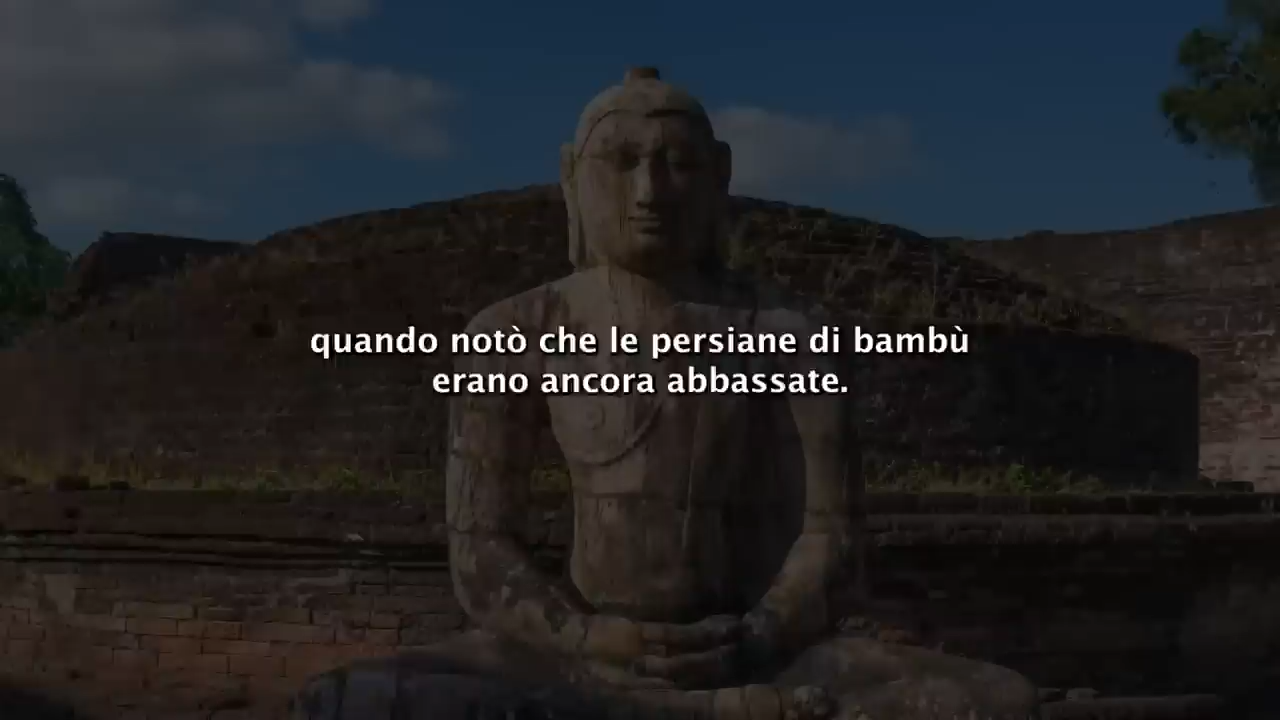 quando notò che le persiane di bambù
erano ancora abbassate.